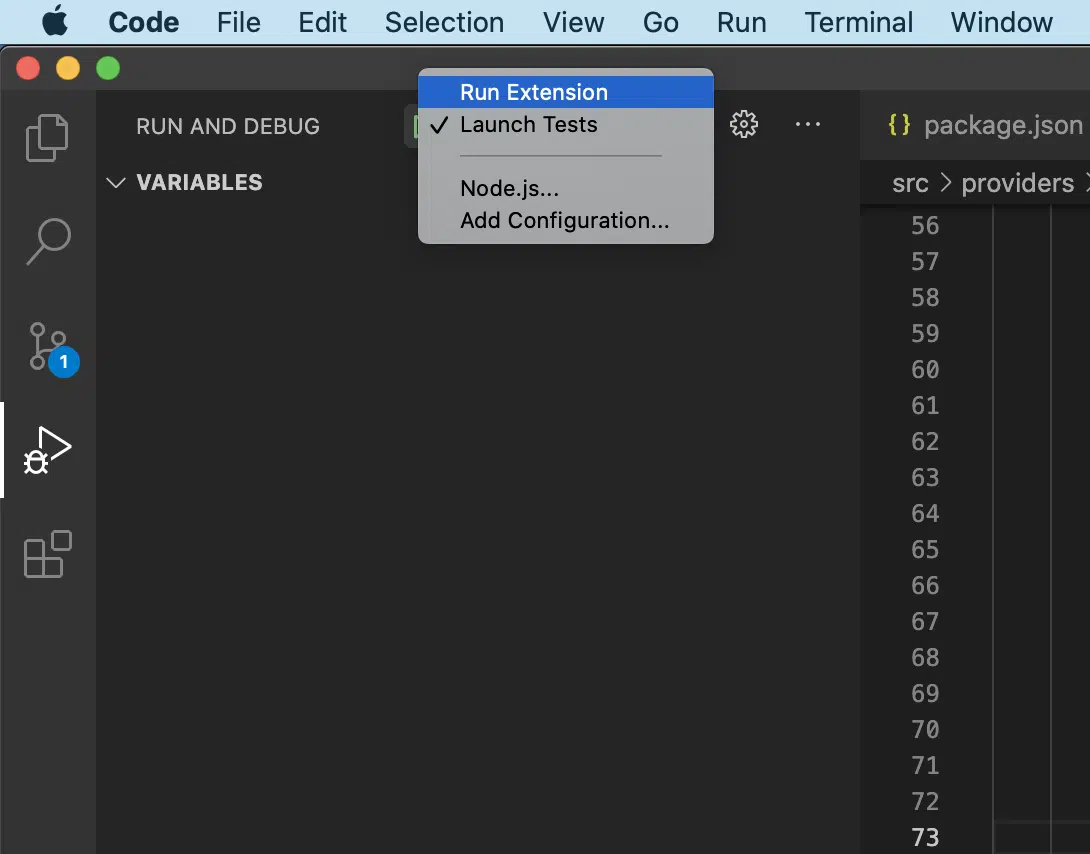 Code File Edit Selection View Go Run Terminal Window
RUN AND DEBUG
VARIABLES
Run Extension
✓ Launch Tests
Node.js...
Add Configuration...
{} package.json
src > providers >
56
57
58
59
60
61
62
63
64
65
66
67
68
69
70
71
72
73
1